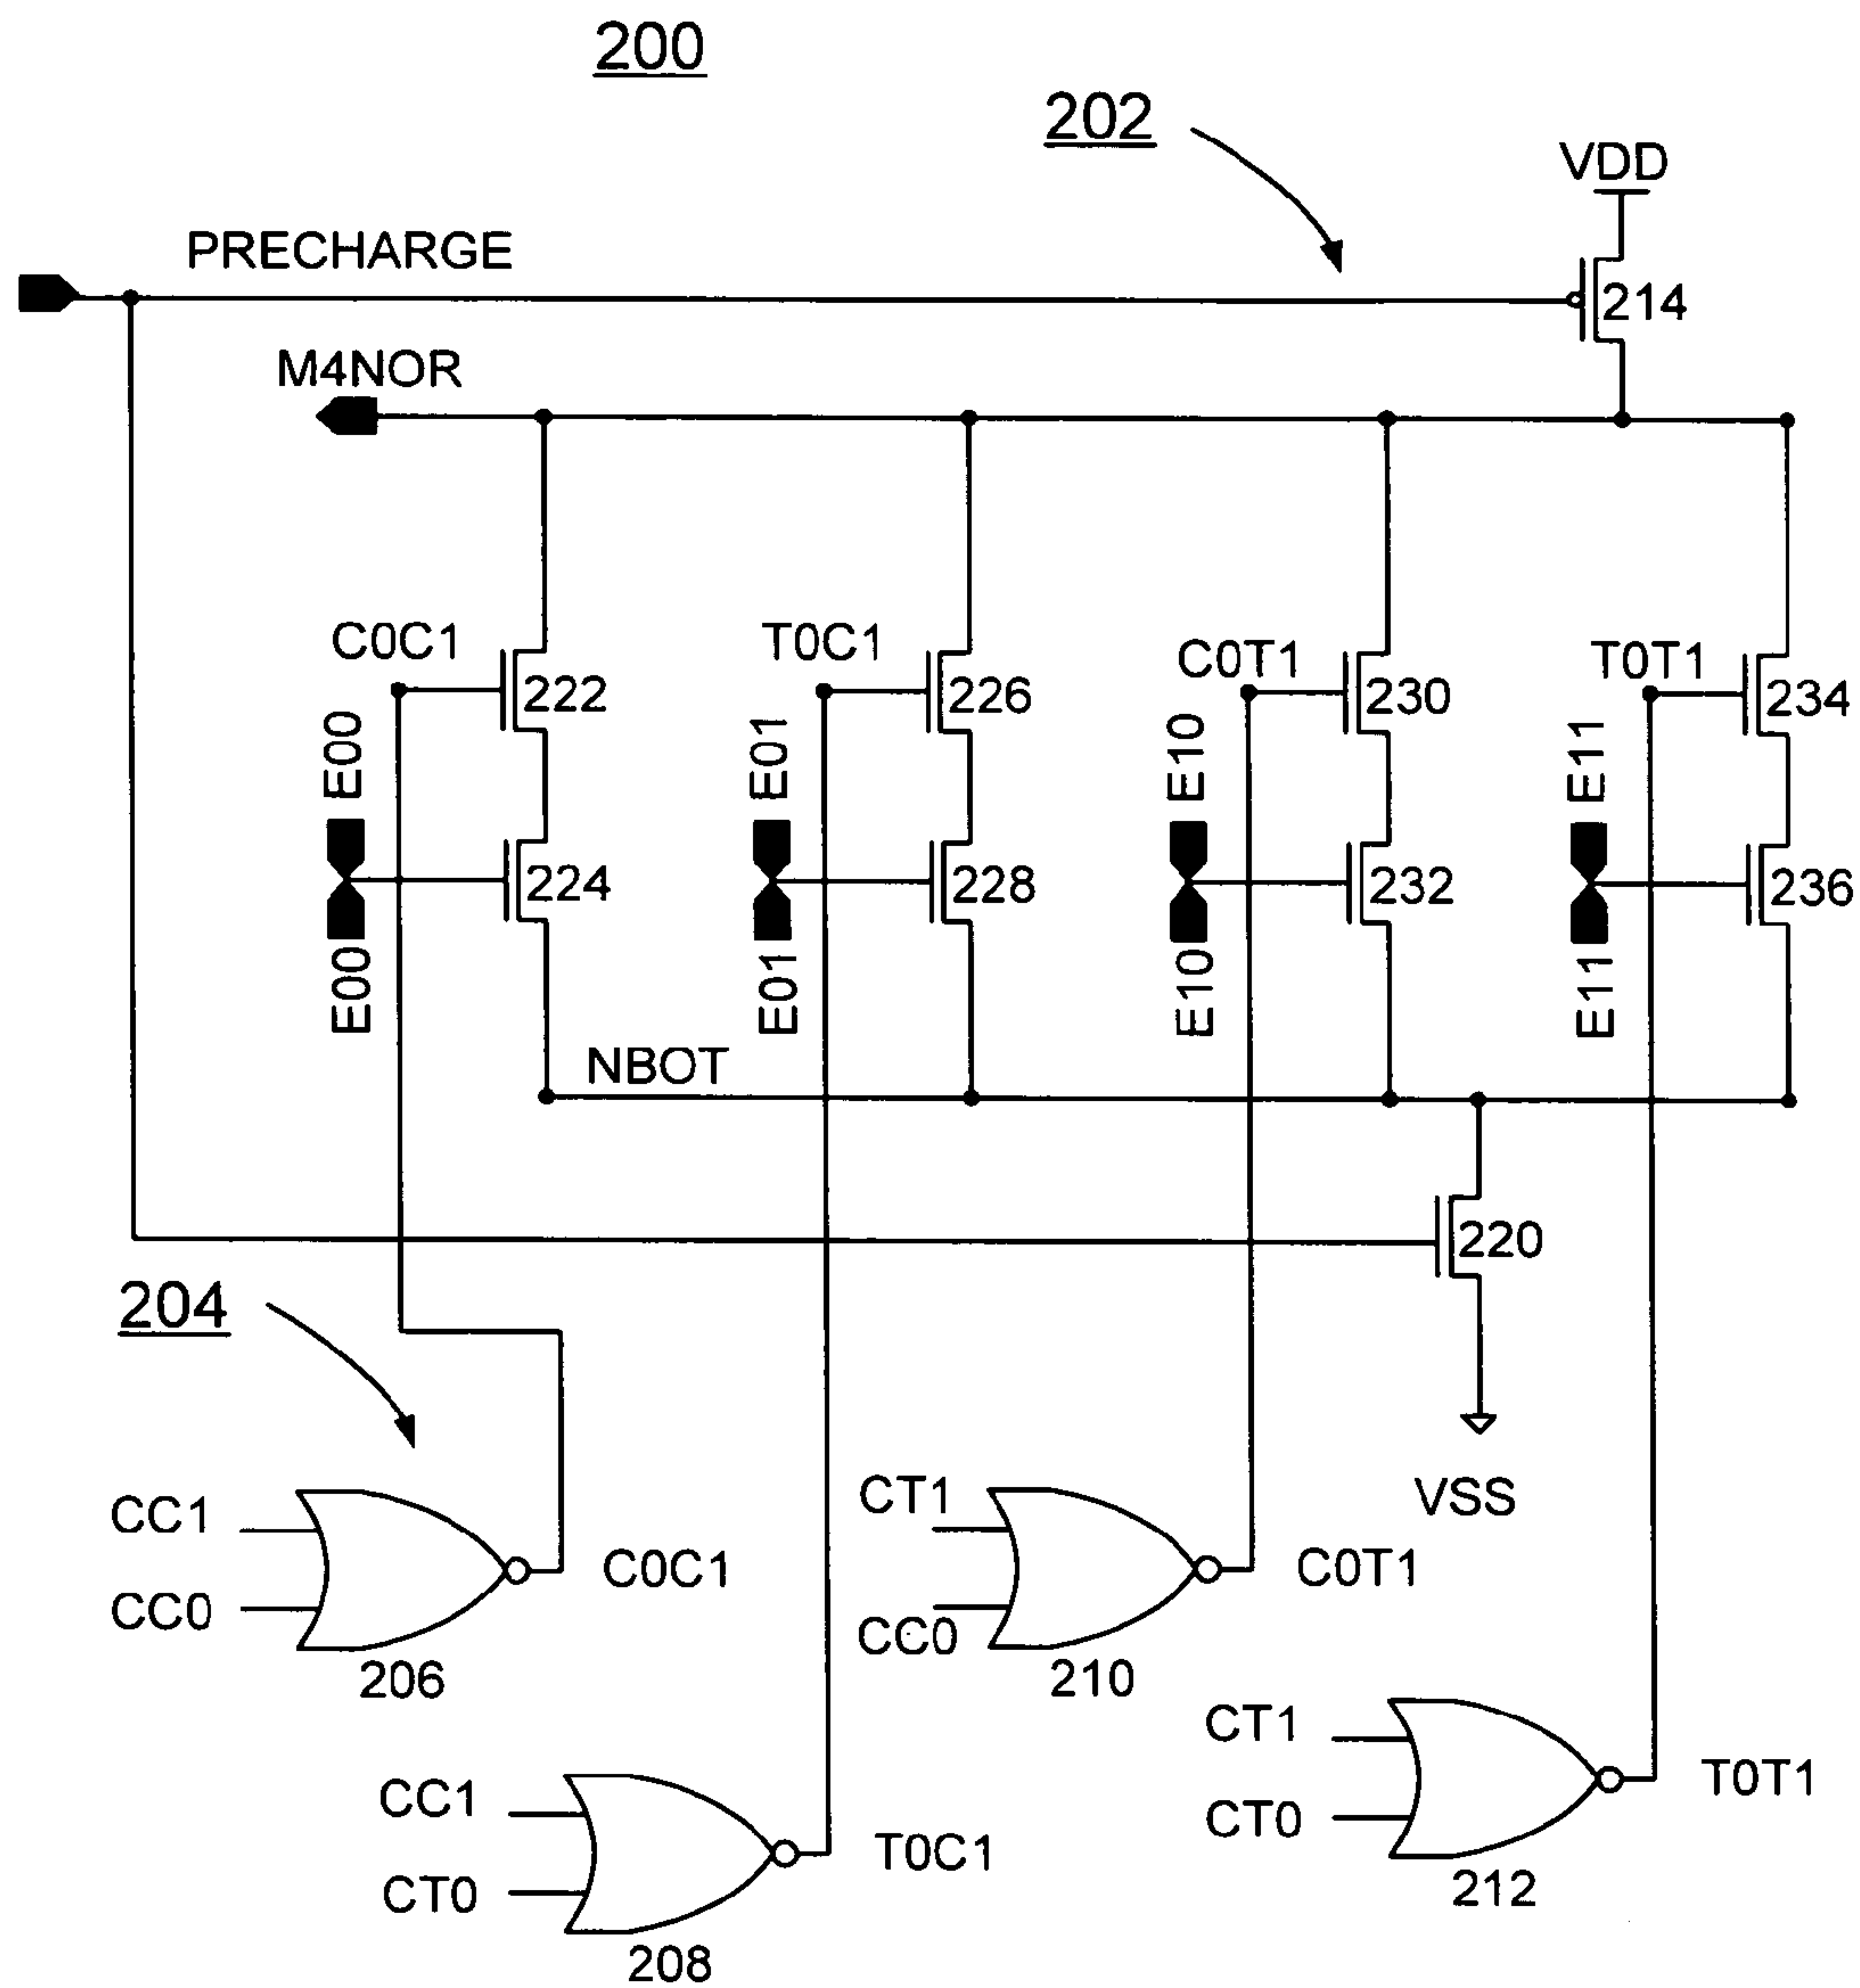 200
202
VDD
PRECHARGE
214
M4NOR
C0C1
T0C1
C0T1
T0T1
222
226
230
234
E00
E01
E10
E11
224
228
232
236
E00
E01
E10
E11
NBOT
220
204
VSS
CC1
CC0
206
C0C1
CT1
CC0
210
C0T1
CT1
CT0
212
T0T1
CC1
CT0
208
T0C1